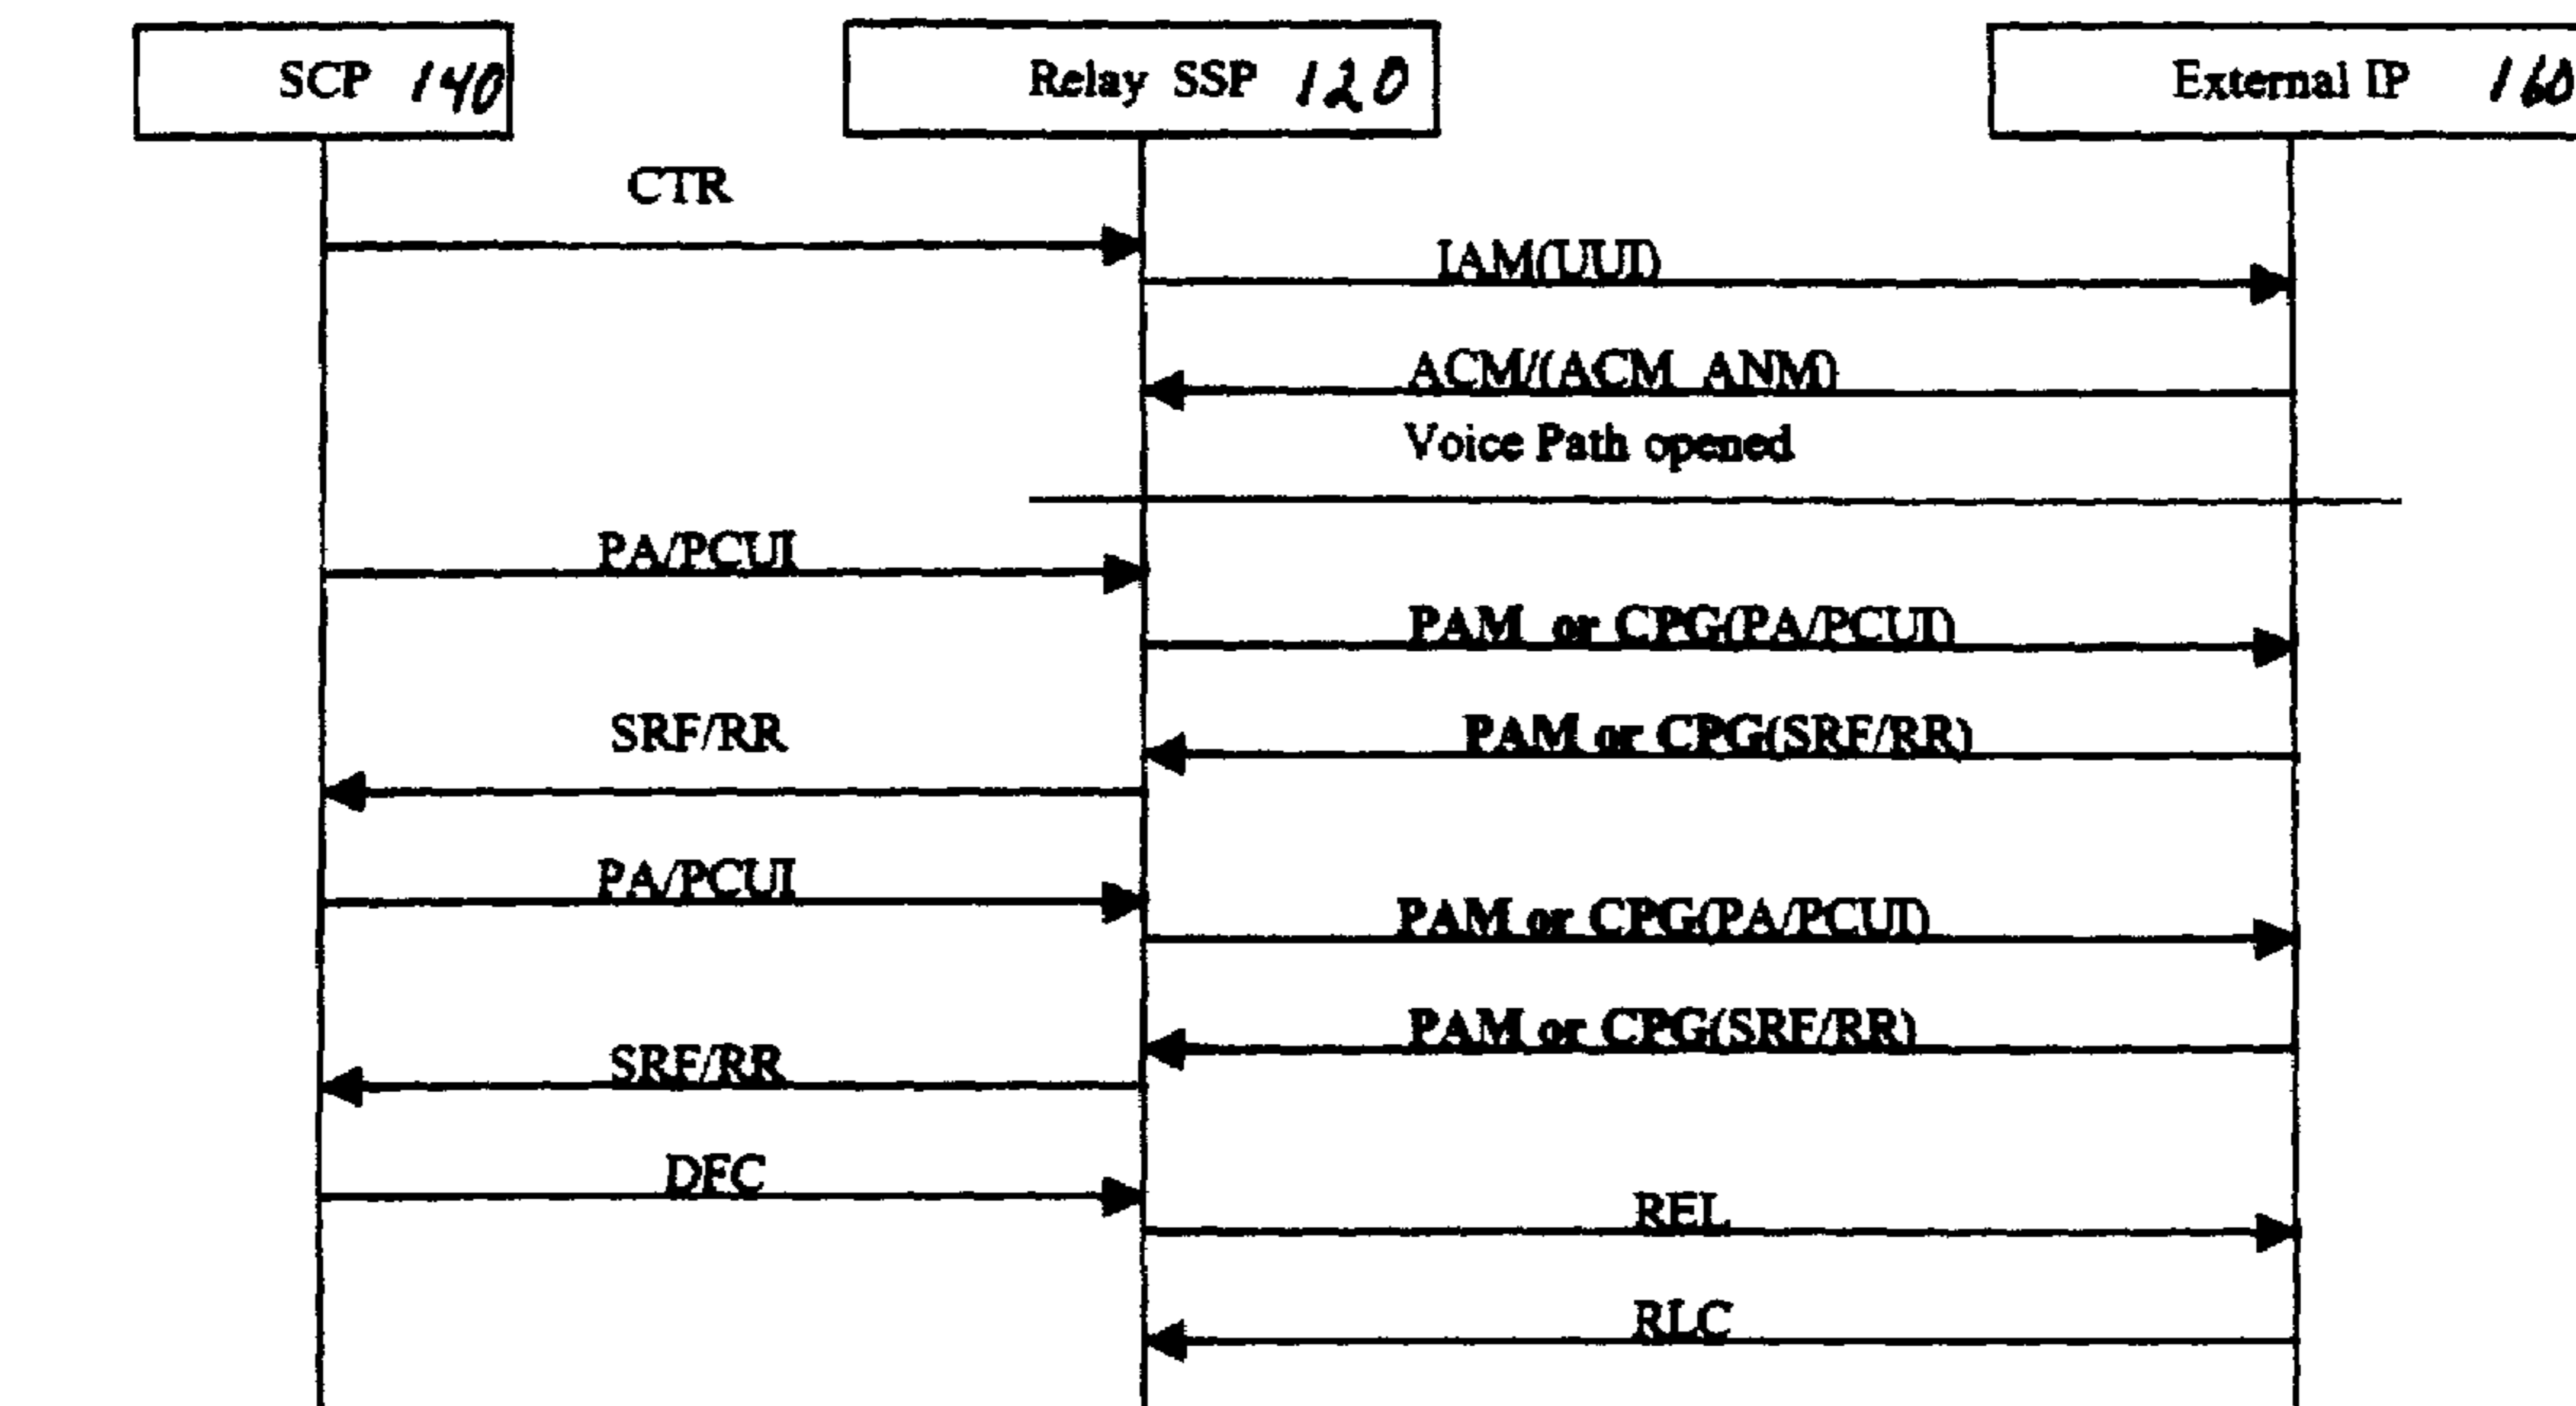 SCP 140
Relay SSP 120
External IP 160
CTR
IAM(UUI)
ACM/(ACM ANM)
Voice Path opened
PA/PCUI
PAM or CPG(PA/PCUI)
SRF/RR
PAM or CPG(SRF/RR)
PA/PCUI
PAM or CPG(PA/PCUI)
PAM or CPG(SRF/RR)
SRF/RR
DFC
REL
RLC